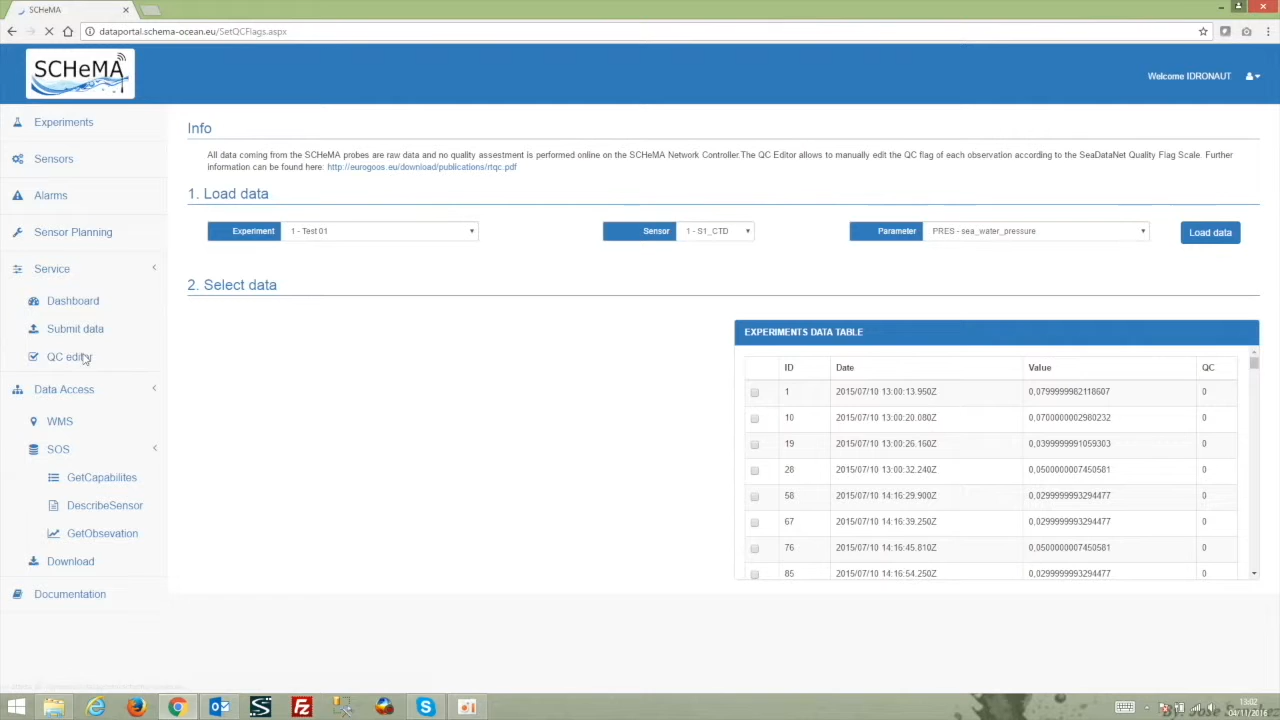 SCHeMA
dataportal.schema-ocean.eu/SetQCFlags.aspx
SCHeMA
Welcome IDRONAUT
Experiments
Sensors
Alarms
Sensor Planning
Service
Dashboard
Submit data
QC editor
Data Access
WMS
SOS
GetCapabilites
DescribeSensor
GetObsevation
Download
Documentation
Info
All data coming from the SCHeMA probes are raw data and no quality assestment is performed online on the SCHeMA Network Controller.The QC Editor allows to manually edit the QC flag of each observation according to the SeaDataNet Quality Flag Scale. Further
information can be found here: http://eurogoos.eu/download/publications/rtqc.pdf
1. Load data
Experiment 1 - Test 01 Sensor 1 - S1_CTD Parameter PRES - sea_water_pressure Load data
2. Select data
EXPERIMENTS DATA TABLE
ID Date Value QC
1 2015/07/10 13:00:13.950Z 0,0799999982118607 0
10 2015/07/10 13:00:20.080Z 0,0700000002980232 0
19 2015/07/10 13:00:26.160Z 0,0399999991059303 0
28 2015/07/10 13:00:32.240Z 0,0500000007450581 0
58 2015/07/10 14:16:29.900Z 0,0299999993294477 0
67 2015/07/10 14:16:39.250Z 0,0299999993294477 0
76 2015/07/10 14:16:45.810Z 0,0500000007450581 0
85 2015/07/10 14:16:54.250Z 0,0299999993294477 0
13:02
04/11/2016